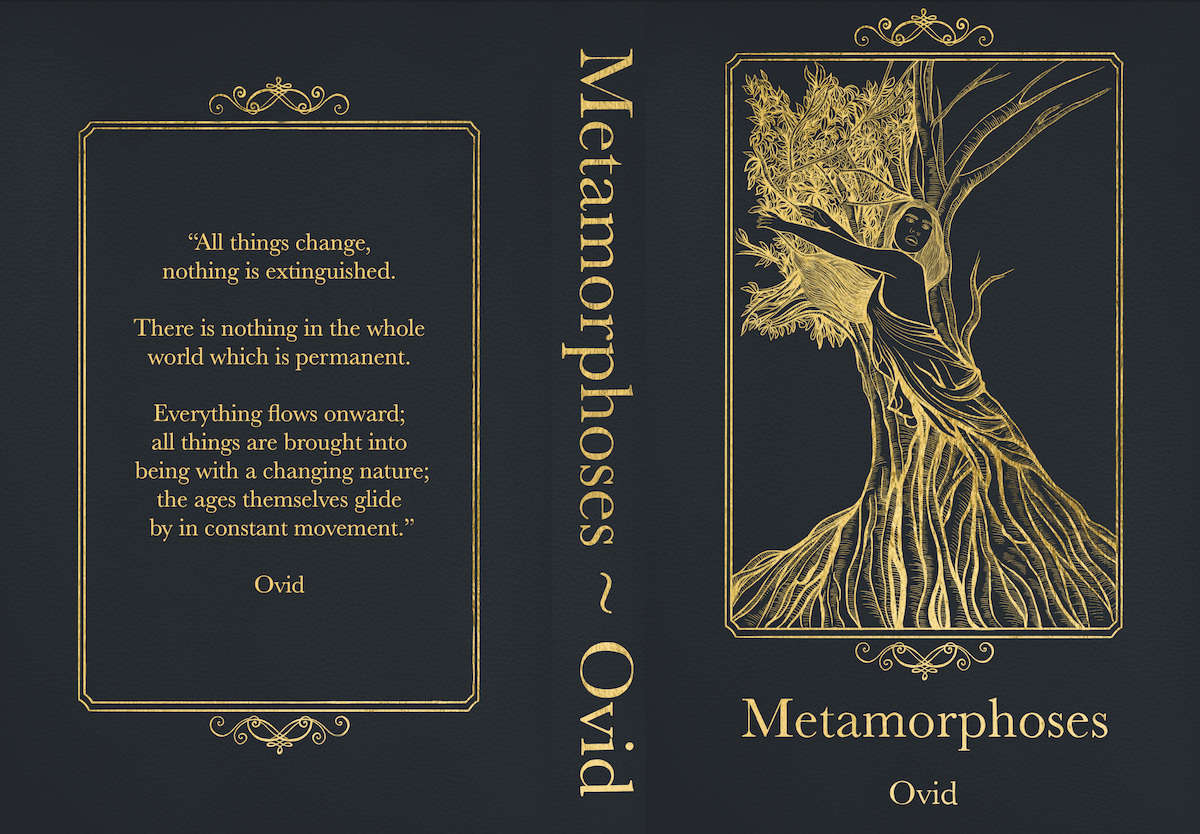 “All things change,
nothing is extinguished.
There is nothing in the whole
world which is permanent.
Everything flows onward;
all things are brought into
being with a changing nature;
the ages themselves glide
by in constant movement.”
Ovid
Metamorphoses ~ Ovid
Metamorphoses
Ovid